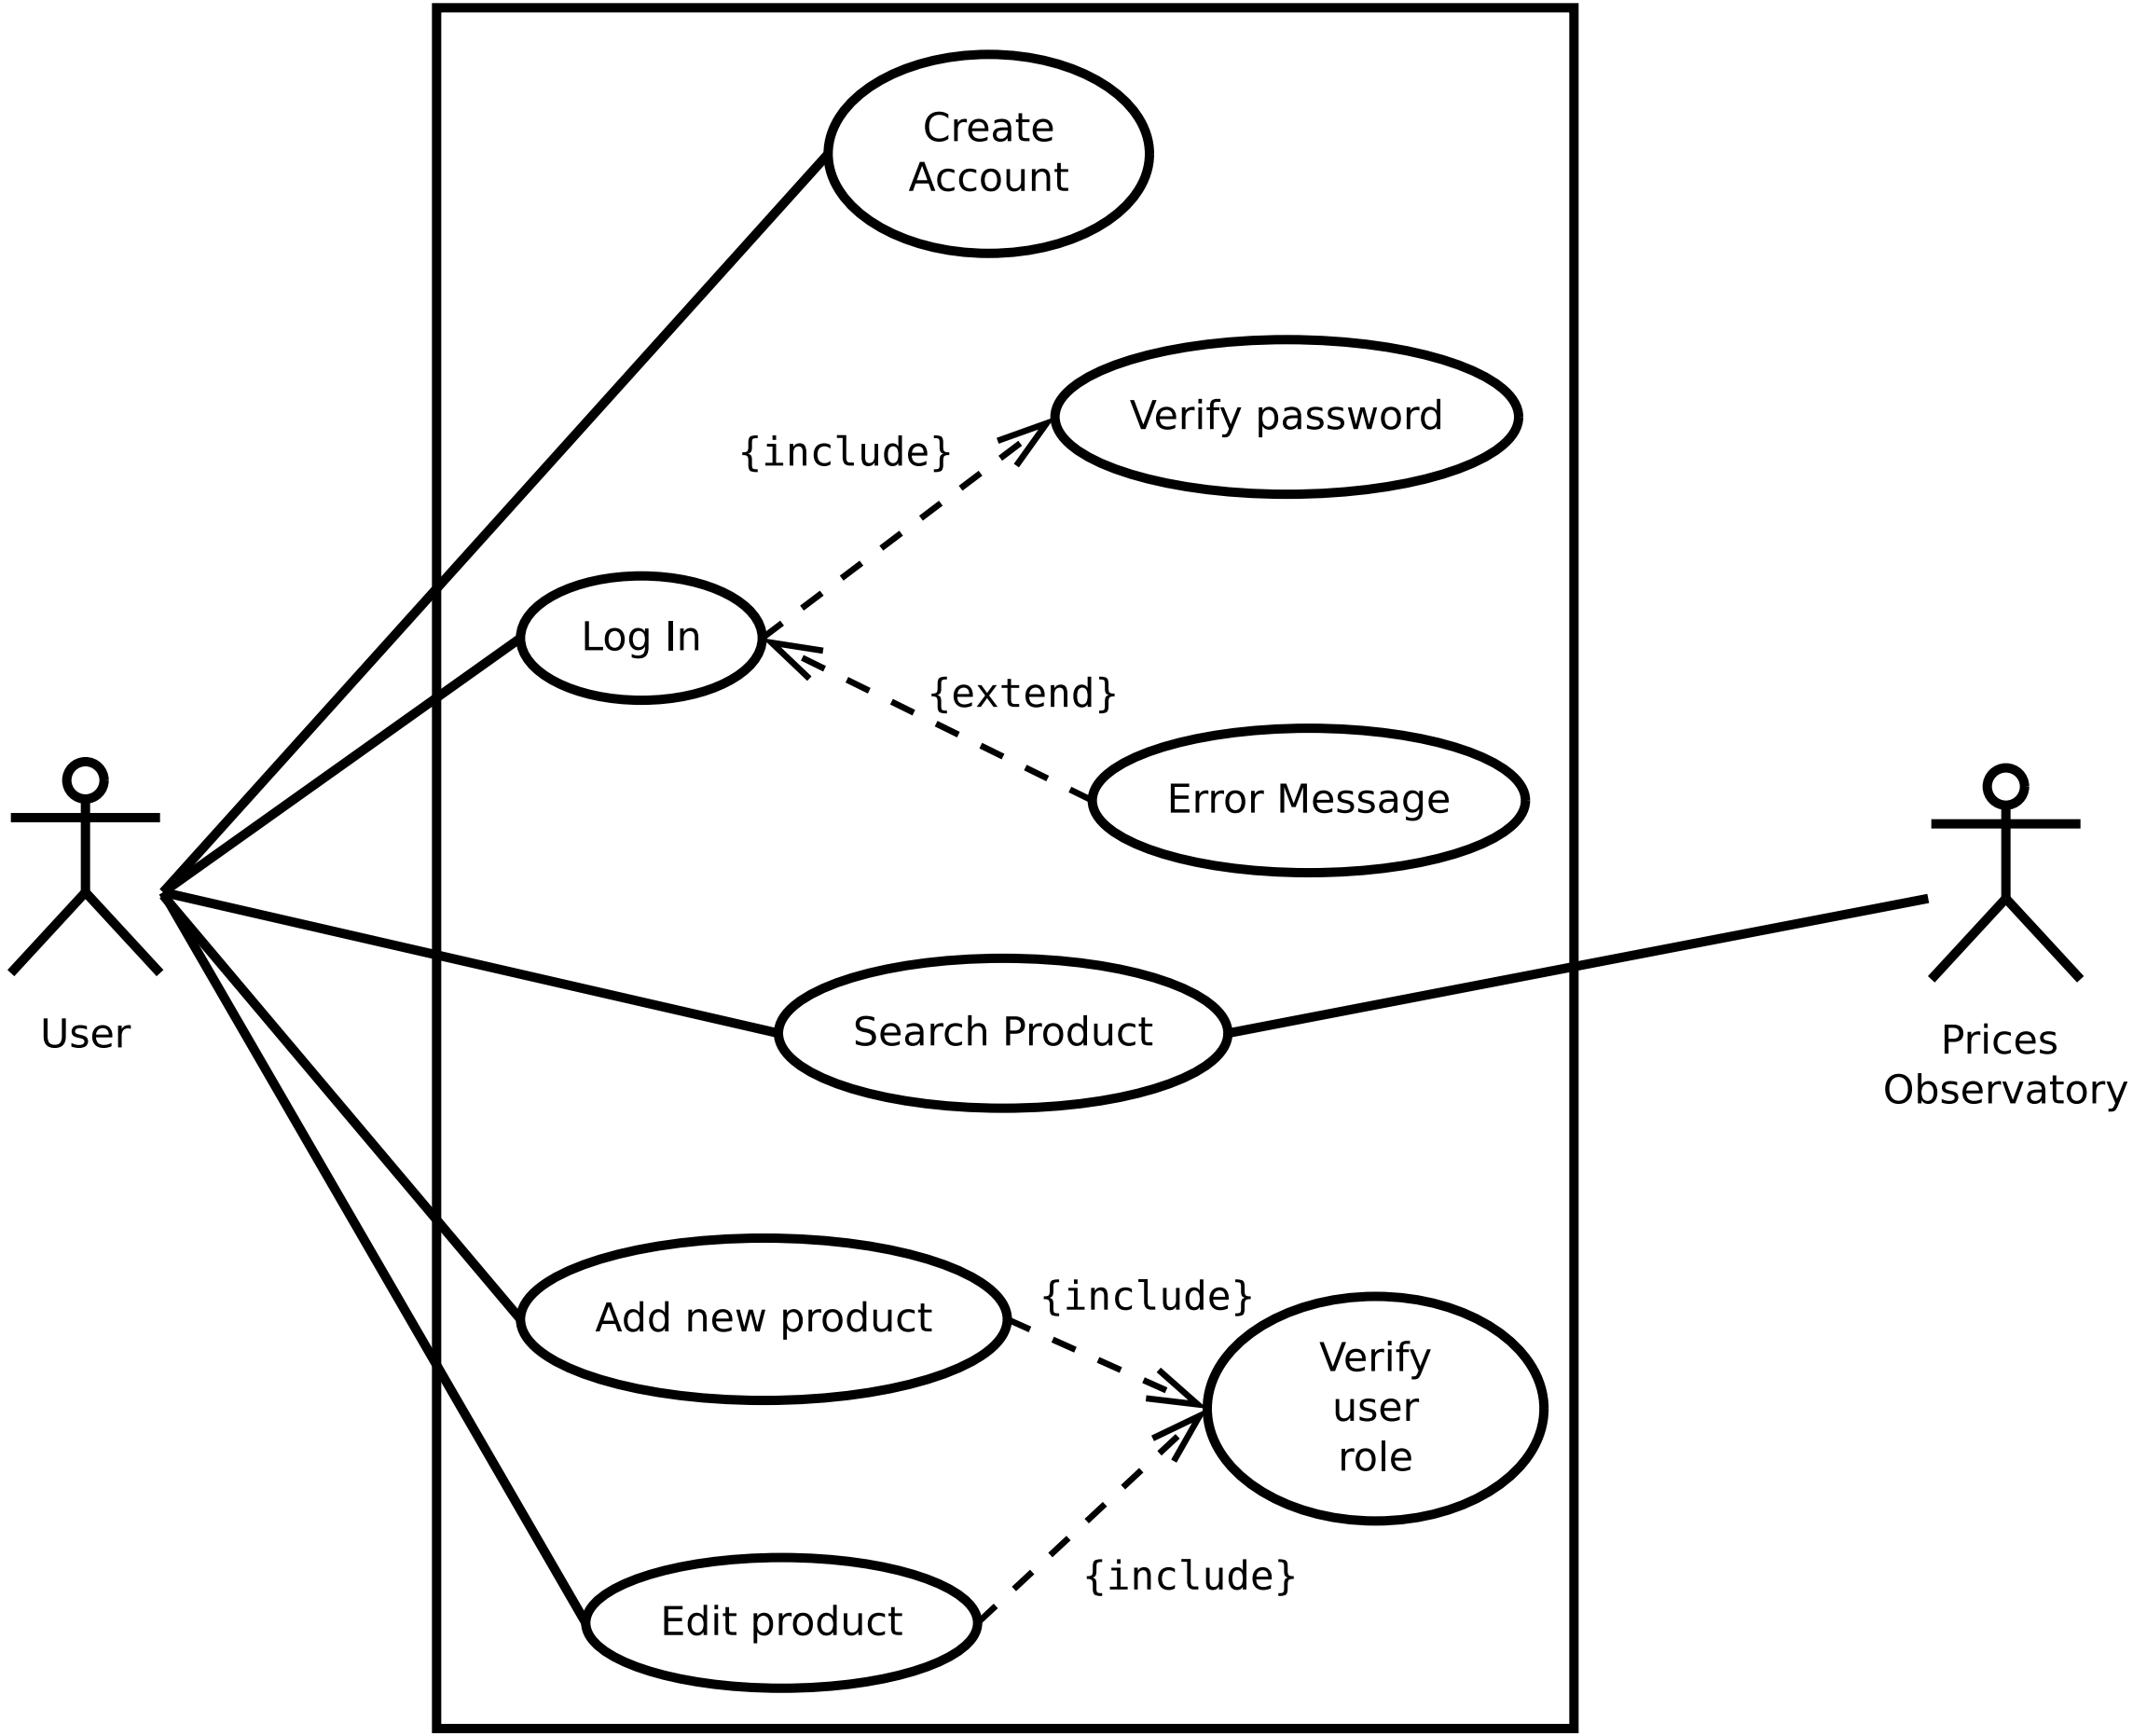 Create
Account
Verify password
{include}
Log In
{extend}
Error Message
User
Search Product
Prices
Observatory
Add new product
{include}
Verify
user
role
{include}
Edit product